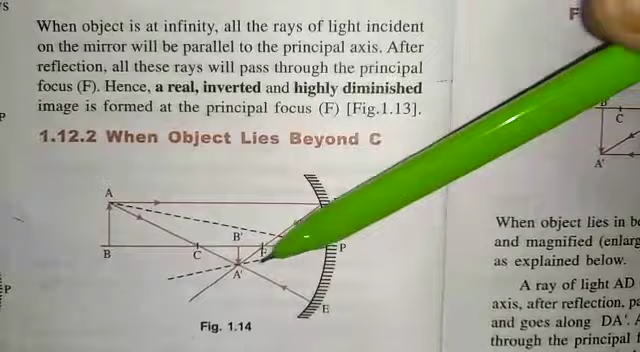 When object is at infinity, all the rays of light incident
on the mirror will be parallel to the principal axis. After
reflection, all these rays will pass through the principal
focus (F). Hence, a real, inverted and highly diminished
image is formed at the principal focus (F) [Fig.1.13].
1.12.2 When Object Lies Beyond C
A
B
C
B'
F
A'
P
E
Fig. 1.14
C
A'
When object lies in
and magnified
as explained below.
A ray of light AD
axis, after reflection,
and goes along DA'.
through the principal